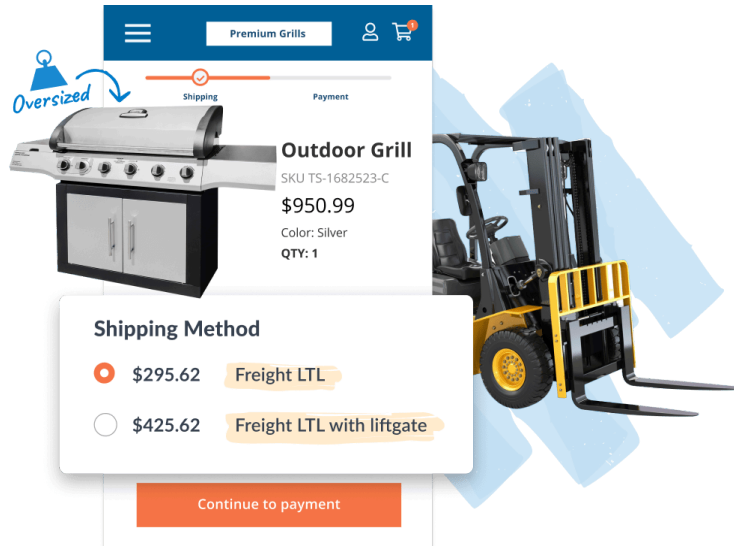 Premium Grills
1
Oversized
Shipping
Payment
Outdoor Grill
SKU TS-1682523-C
$950.99
Color: Silver
QTY: 1
Shipping Method
$295.62 Freight LTL
$425.62 Freight LTL with liftgate
Continue to payment